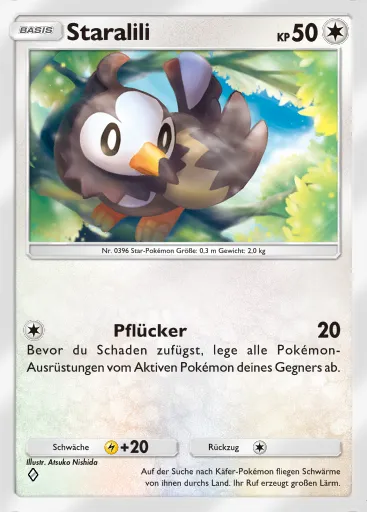 BASIS Staralili KP 50
Nr. 0396 Star-Pokémon Größe: 0,3 m Gewicht: 2,0 kg
Pflücker 20
Bevor du Schaden zufügst, lege alle Pokémon-
Ausrüstungen vom Aktiven Pokémon deines Gegners ab.
Schwäche +20 Rückzug
Illustr. Atsuko Nishida
Auf der Suche nach Käfer-Pokémon fliegen Schwärme
von ihnen durchs Land. Ihr Ruf erzeugt großen Lärm.